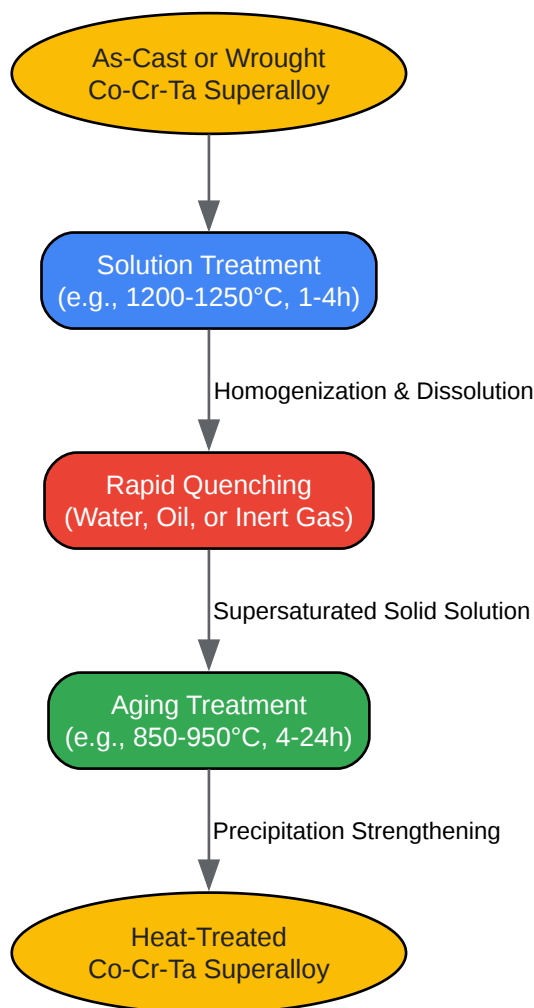 As-Cast or Wrought
Co-Cr-Ta Superalloy
Solution Treatment
(e.g., 1200-1250°C, 1-4h)
Homogenization & Dissolution
Rapid Quenching
(Water, Oil, or Inert Gas)
Supersaturated Solid Solution
Aging Treatment
(e.g., 850-950°C, 4-24h)
Precipitation Strengthening
Heat-Treated
Co-Cr-Ta Superalloy